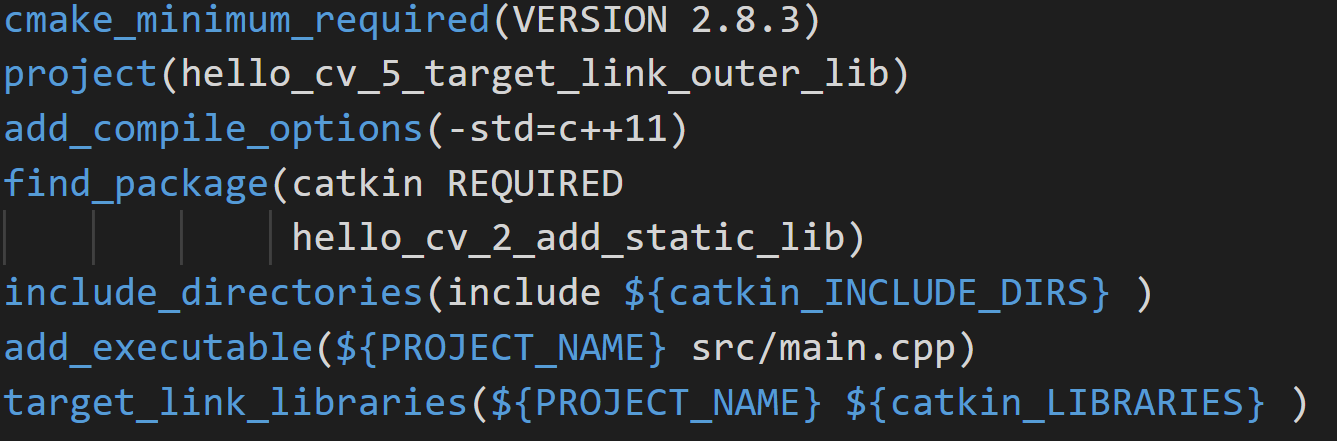 cmake_minimum_required(VERSION 2.8.3)
project(hello_cv_5_target_link_outer_lib)
add_compile_options(-std=c++11)
find_package(catkin REQUIRED
hello_cv_2_add_static_lib)
include_directories(include ${catkin_INCLUDE_DIRS} )
add_executable(${PROJECT_NAME} src/main.cpp)
target_link_libraries(${PROJECT_NAME} ${catkin_LIBRARIES} )